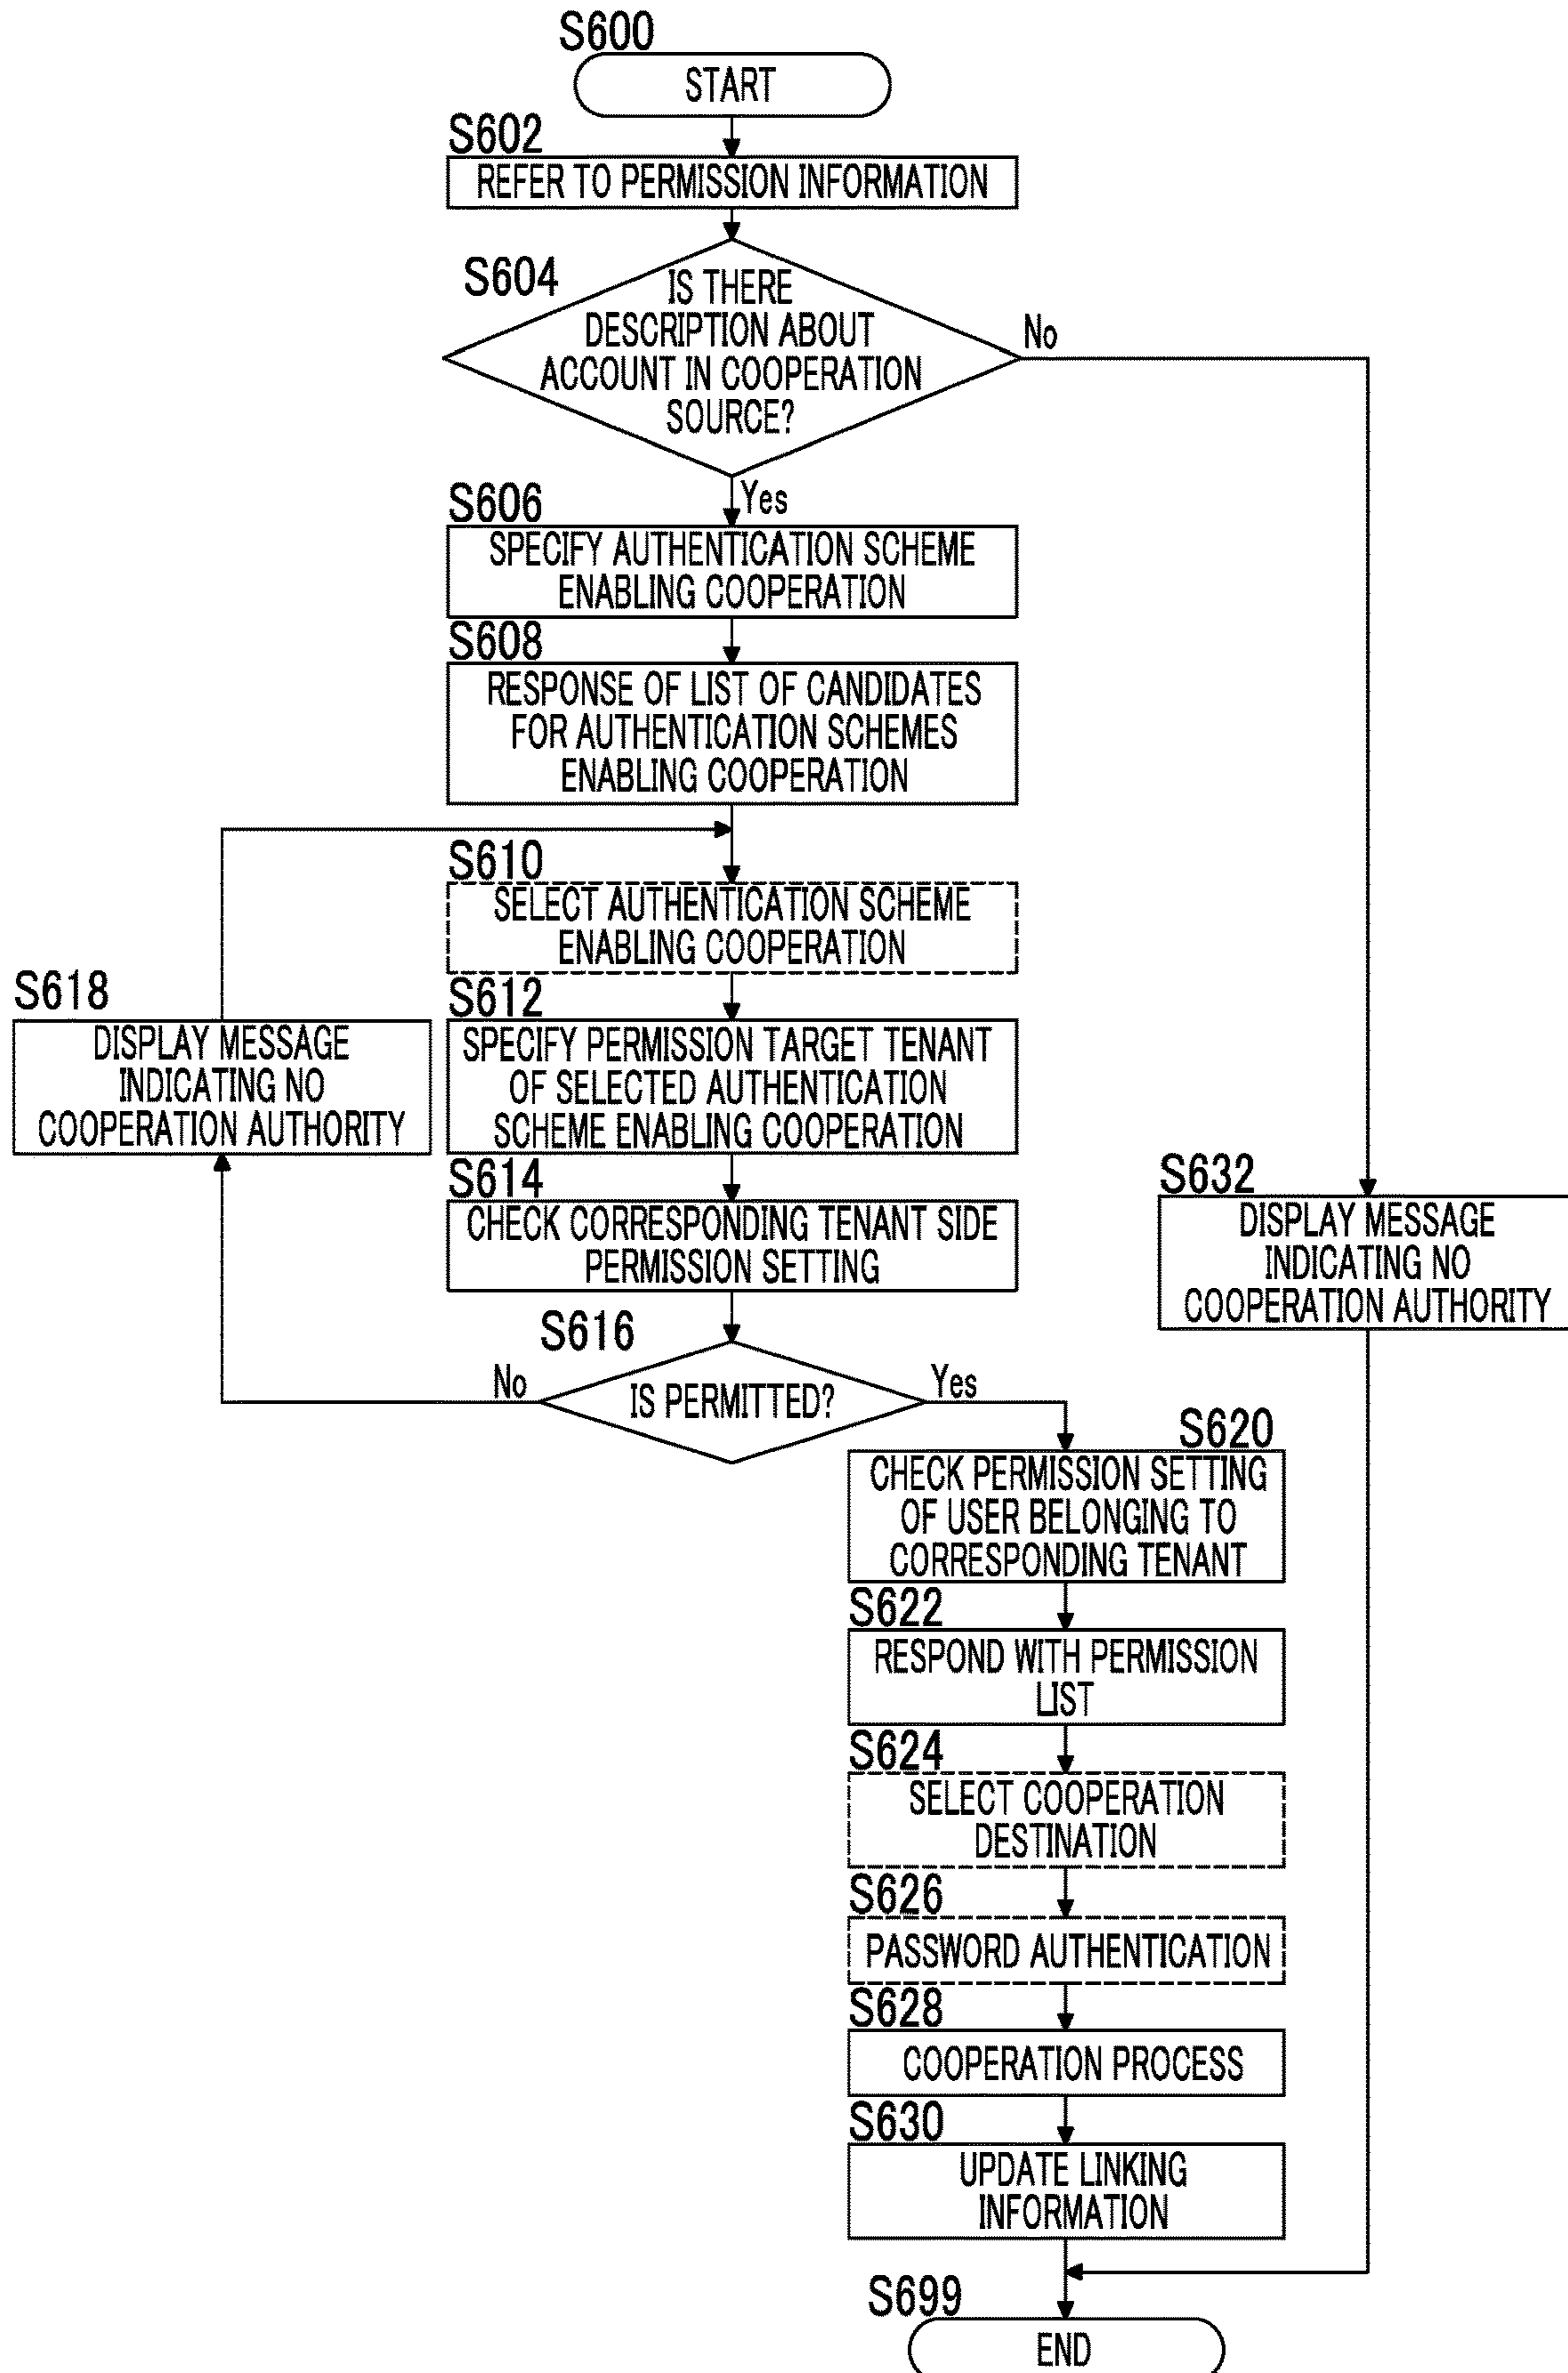 S600
START
S602
REFER TO PERMISSION INFORMATION
S604
IS THERE
DESCRIPTION ABOUT
ACCOUNT IN COOPERATION
SOURCE?
No
Yes
S606
SPECIFY AUTHENTICATION SCHEME
ENABLING COOPERATION
S608
RESPONSE OF LIST OF CANDIDATES
FOR AUTHENTICATION SCHEMES
ENABLING COOPERATION
S610
SELECT AUTHENTICATION SCHEME
ENABLING COOPERATION
S618
DISPLAY MESSAGE
INDICATING NO
COOPERATION AUTHORITY
S612
SPECIFY PERMISSION TARGET TENANT
OF SELECTED AUTHENTICATION
SCHEME ENABLING COOPERATION
S614
CHECK CORRESPONDING TENANT SIDE
PERMISSION SETTING
S632
DISPLAY MESSAGE
INDICATING NO
COOPERATION AUTHORITY
S616
No
IS PERMITTED?
Yes
S620
CHECK PERMISSION SETTING
OF USER BELONGING TO
CORRESPONDING TENANT
S622
RESPOND WITH PERMISSION
LIST
S624
SELECT COOPERATION
DESTINATION
S626
PASSWORD AUTHENTICATION
S628
COOPERATION PROCESS
S630
UPDATE LINKING
INFORMATION
S699
END